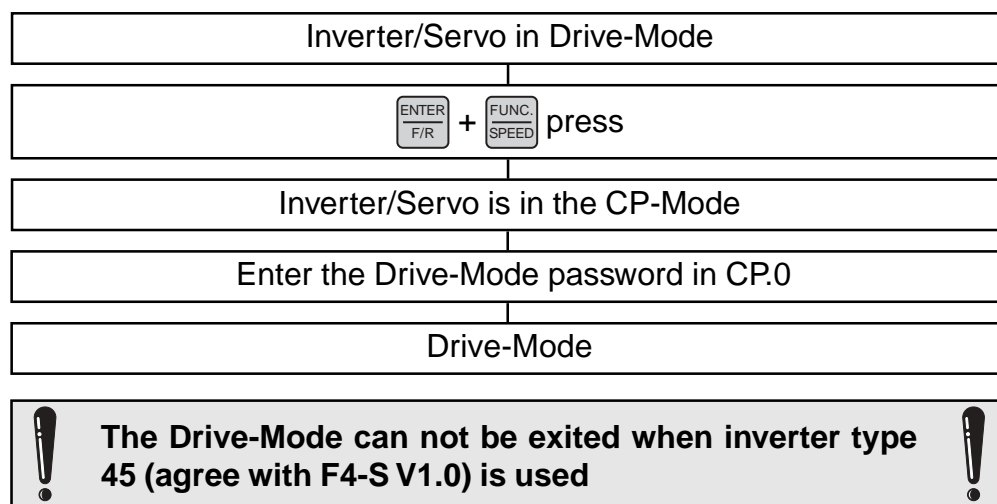 Inverter/Servo in Drive-Mode
ENTER F/R + FUNC. SPEED press
Inverter/Servo is in the CP-Mode
Enter the Drive-Mode password in CP.0
Drive-Mode
The Drive-Mode can not be exited when inverter type
45 (agree with F4-S V1.0) is used